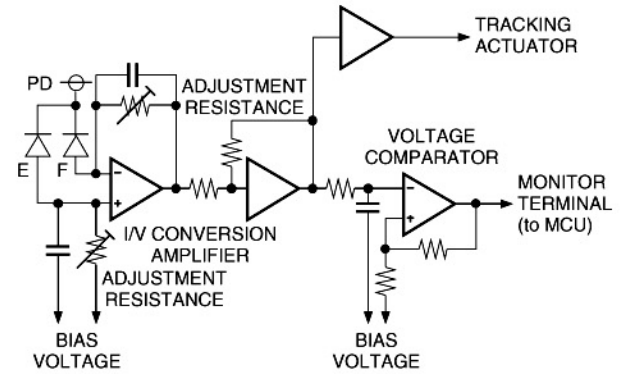 TRACKING
ACTUATOR
PD
ADJUSTMENT
RESISTANCE
VOLTAGE
COMPARATOR
E
F
−
+
−
+
MONITOR
TERMINAL
(to MCU)
I/V CONVERSION
AMPLIFIER
ADJUSTMENT
RESISTANCE
BIAS
VOLTAGE
BIAS
VOLTAGE